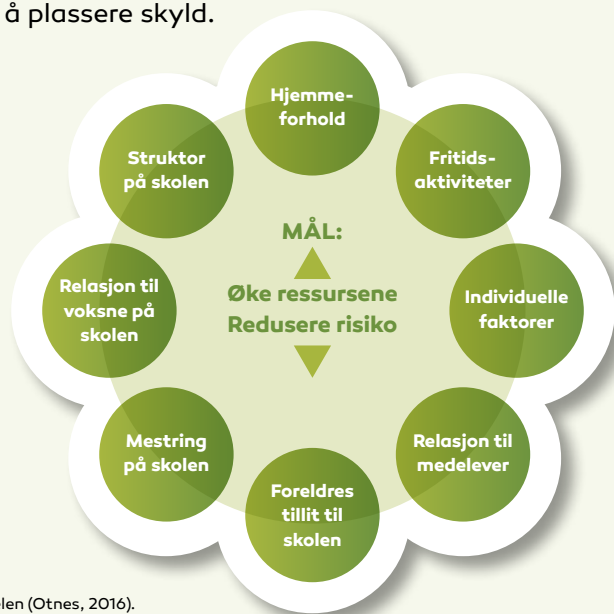 å plassere skyld.
Hjemme-
forhold
Fritids-
aktiviteter
Individuelle
faktorer
Relasjon til
medelever
Foreldres
tillit til
skolen
Mestring
på skolen
Relasjon til
voksne på
skolen
Struktor
på skolen
MÅL:
Øke ressursene
Redusere risiko
len (Otnes, 2016).